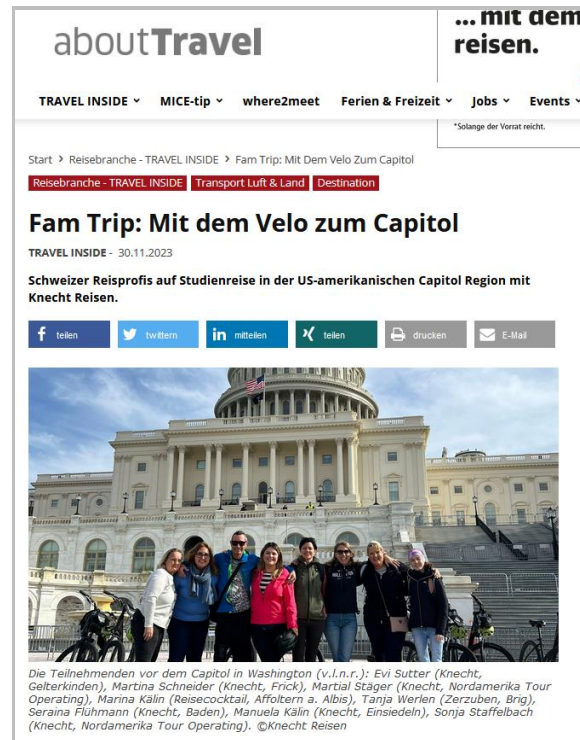 ... mit dem
aboutTravel
reisen.
TRAVEL INSIDE MICE-tip where2meet Ferien & Freizeit Jobs Events
*Solange der Vorrat reicht.
Start > Reisebranche - TRAVEL INSIDE > Fam Trip: Mit Dem Velo Zum Capitol
Reisebranche - TRAVEL INSIDE Transport Luft & Land Destination
Fam Trip: Mit dem Velo zum Capitol
TRAVEL INSIDE - 30.11.2023
Schweizer Reisprofis auf Studienreise in der US-amerikanischen Capitol Region mit
Knecht Reisen.
teilen twittern mitteilen teilen drucken E-Mail
Die Teilnehmenden vor dem Capitol in Washington (v.l.n.r.): Evi Sutter (Knecht,
Gelterkinden), Martina Schneider (Knecht, Frick), Martial Stäger (Knecht, Nordamerika Tour
Operating), Marina Kälin (Reisecocktail, Affoltern a. Albis), Tanja Werlen (Zerzuben, Brig),
Seraina Flühmann (Knecht, Baden), Manuela Kälin (Knecht, Einsiedeln), Sonja Staffelbach
(Knecht, Nordamerika Tour Operating). ©Knecht Reisen